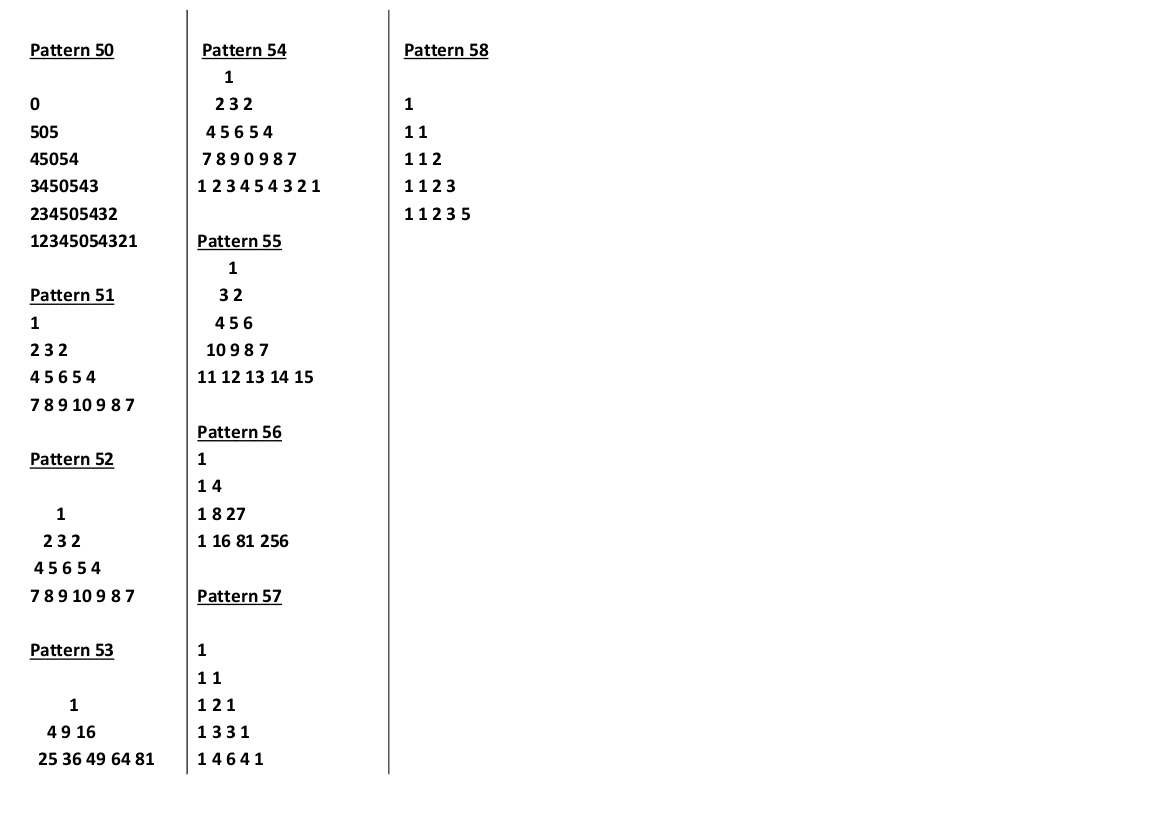 Pattern 50
0
505
45054
3450543
234505432
12345054321
Pattern 51
1
2 3 2
4 5 6 5 4
7 8 9 10 9 8 7
Pattern 52
1
2 3 2
4 5 6 5 4
7 8 9 10 9 8 7
Pattern 53
1
4 9 16
25 36 49 64 81
Pattern 54
1
2 3 2
4 5 6 5 4
7 8 9 0 9 8 7
1 2 3 4 5 4 3 2 1
Pattern 55
1
3 2
4 5 6
10 9 8 7
11 12 13 14 15
Pattern 56
1
1 4
1 8 27
1 16 81 256
Pattern 57
1
1 1
1 2 1
1 3 3 1
1 4 6 4 1
Pattern 58
1
1 1
1 1 2
1 1 2 3
1 1 2 3 5